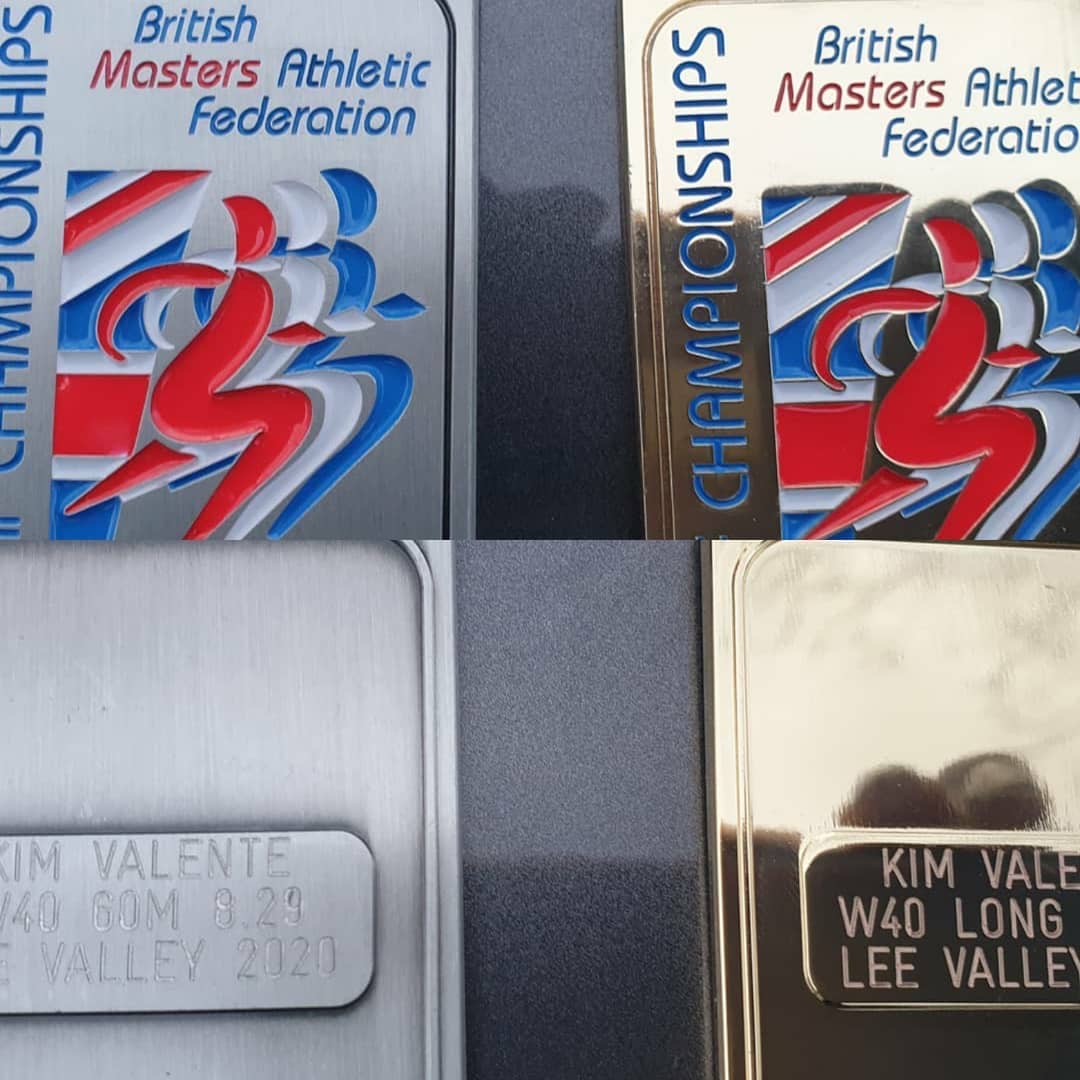 British
Masters Athletic
Federation
CHAMPIONSHIPS
British
Masters Athlet
Federatio
CHAMPIONSHIPS
KIM VALENTE
W40 60M 8.29
E VALLEY 2020
KIM VALE
W40 LONG
LEE VALLEY